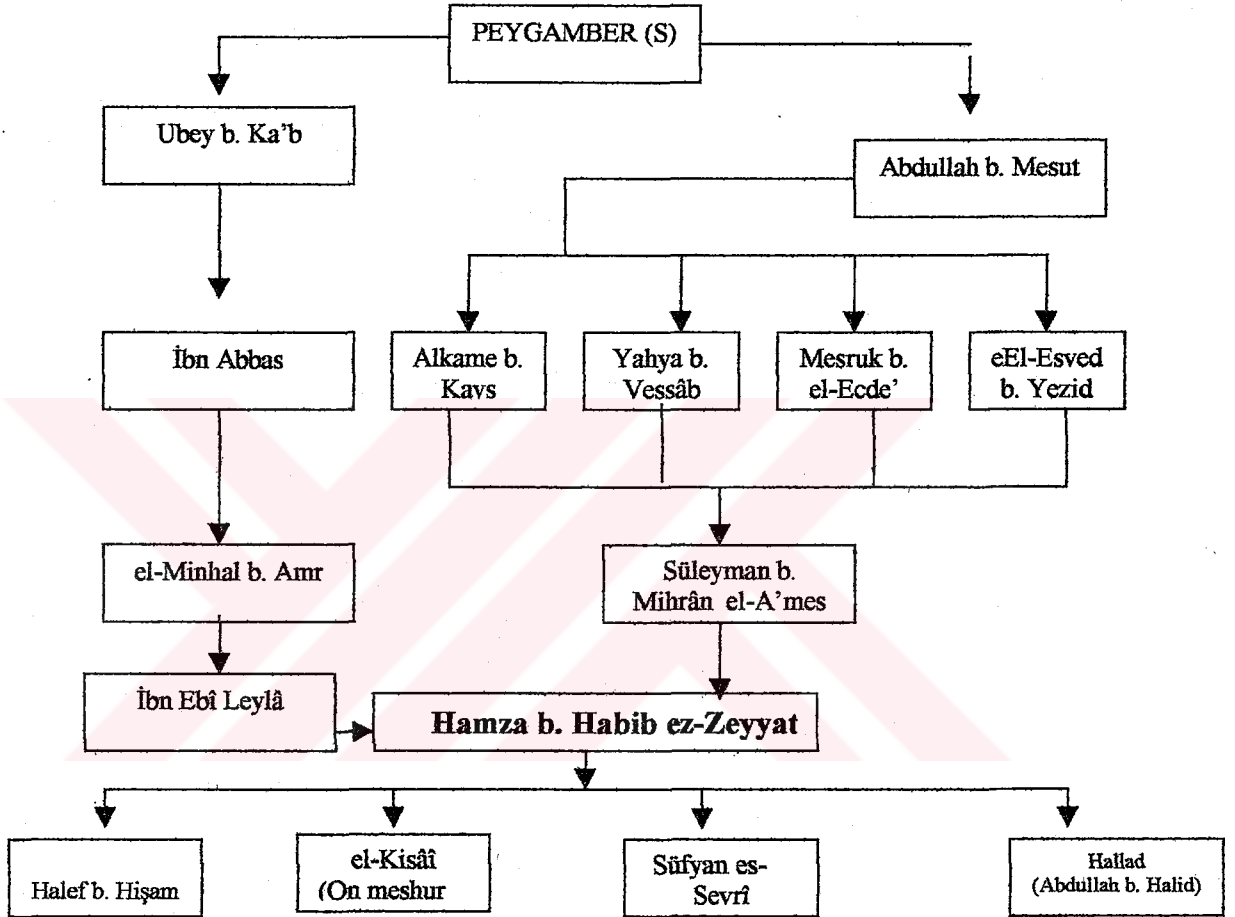 PEYGAMBER (S)
Ubey b. Ka’b
Abdullah b. Mesut
İbn Abbas
Alkame b.
Kays
Yahya b.
Vessâb
Mesruk b.
el-Ecde’
eEl-Esved
b. Yezid
el-Minhal b. Amr
Süleyman b.
Mihrân el-A’mes
İbn Ebî Leylâ
Hamza b. Habib ez-Zeyyat
Halef b. Hişam
el-Kisâî
(On meshur
Süfyan es-
Sevrî
Hallad
(Abdullah b. Halid)